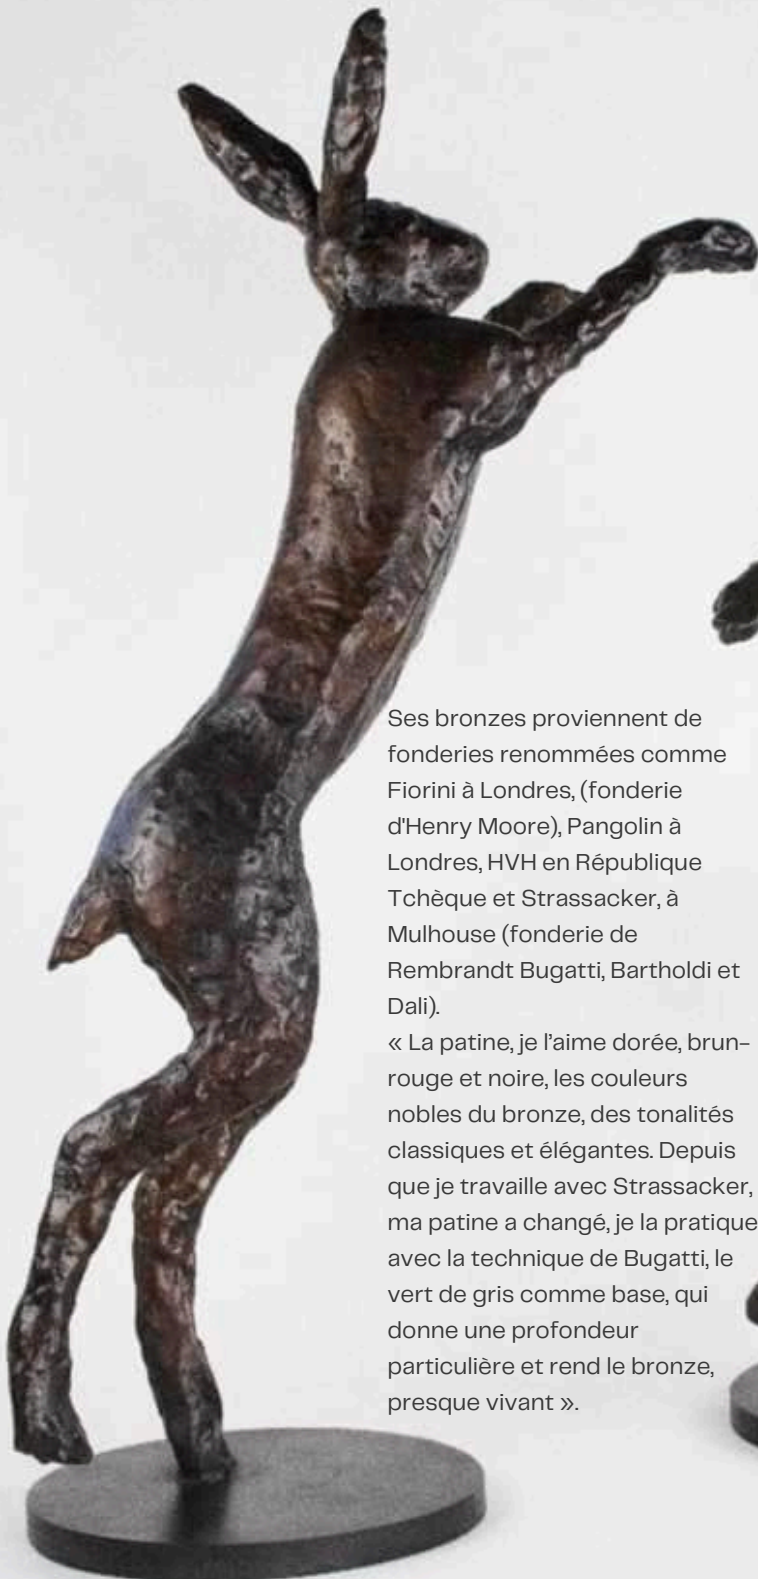 Ses bronzes proviennent de
fonderies renommées comme
Fiorini à Londres, (fonderie
d'Henry Moore), Pangolin à
Londres, HVH en République
Tchèque et Strassacker, à
Mulhouse (fonderie de
Rembrandt Bugatti, Bartholdi et
Dali).
« La patine, je l’aime dorée, brun-
rouge et noire, les couleurs
nobles du bronze, des tonalités
classiques et élégantes. Depuis
que je travaille avec Strassacker,
ma patine a changé, je la pratique
avec la technique de Bugatti, le
vert de gris comme base, qui
donne une profondeur
particulière et rend le bronze,
presque vivant ».